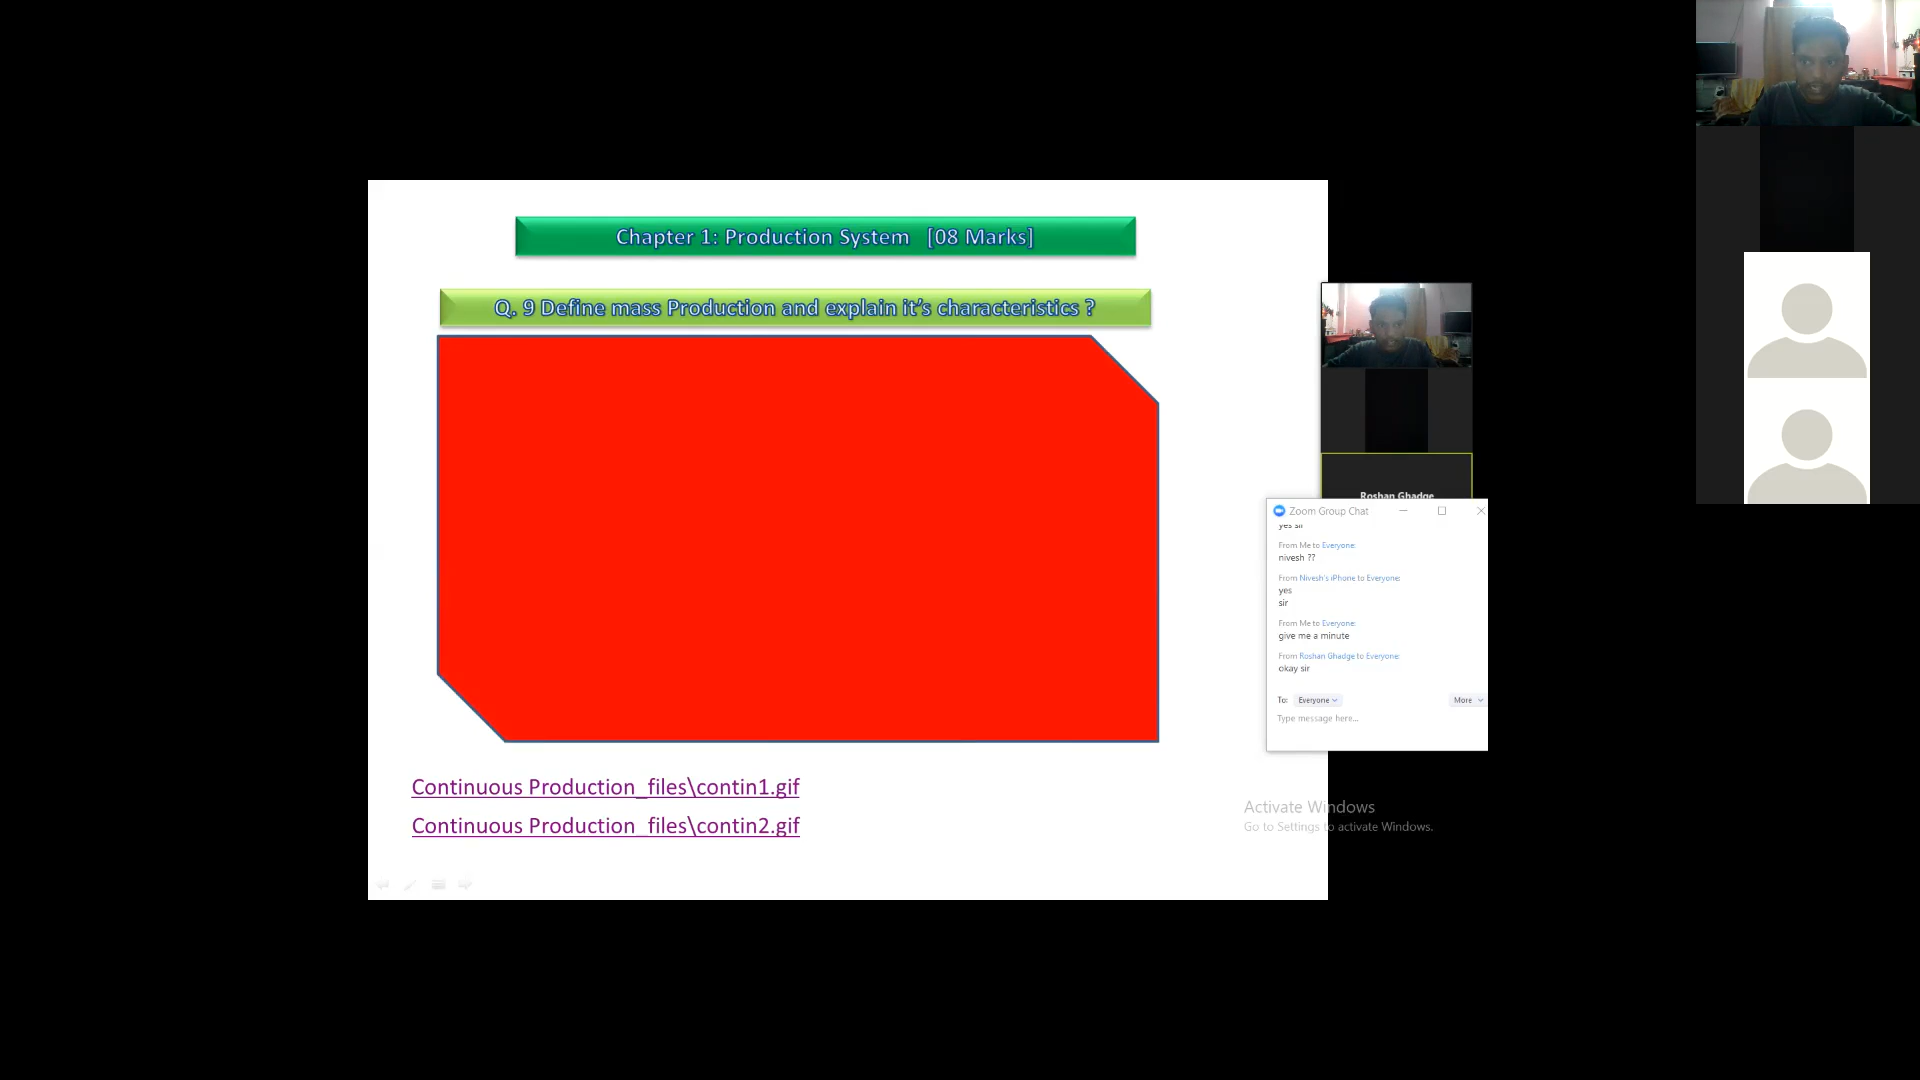 Chapter 1: Production System [08 Marks]
Q. 9 Define mass Production and explain it's characteristics ?
Continuous Production_files\contin1.gif
Continuous Production_files\contin2.gif
Roshan Ghadge
Zoom Group Chat
yes sir
From Me to Everyone:
nivesh ??
From Nivesh's iPhone to Everyone:
yes
sir
From Me to Everyone:
give me a minute
From Roshan Ghadge to Everyone:
okay sir
To: Everyone More
Type message here...
Activate Windows
Go to Settings to activate Windows.